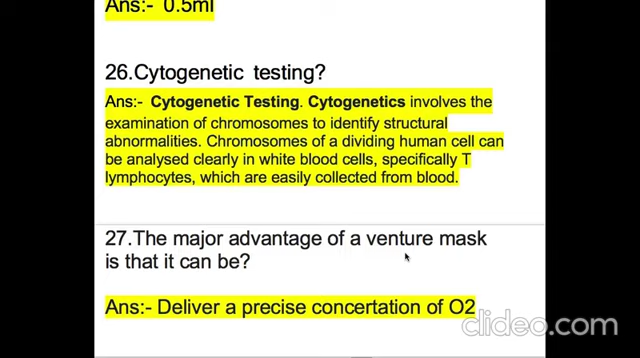 Ans:- 0.5ml
26.Cytogenetic testing?
Ans:- Cytogenetic Testing. Cytogenetics involves the
examination of chromosomes to identify structural
abnormalities. Chromosomes of a dividing human cell can
be analysed clearly in white blood cells, specifically T
lymphocytes, which are easily collected from blood.
27.The major advantage of a venture mask
is that it can be?
Ans:- Deliver a precise concertation of O2
clideo.com